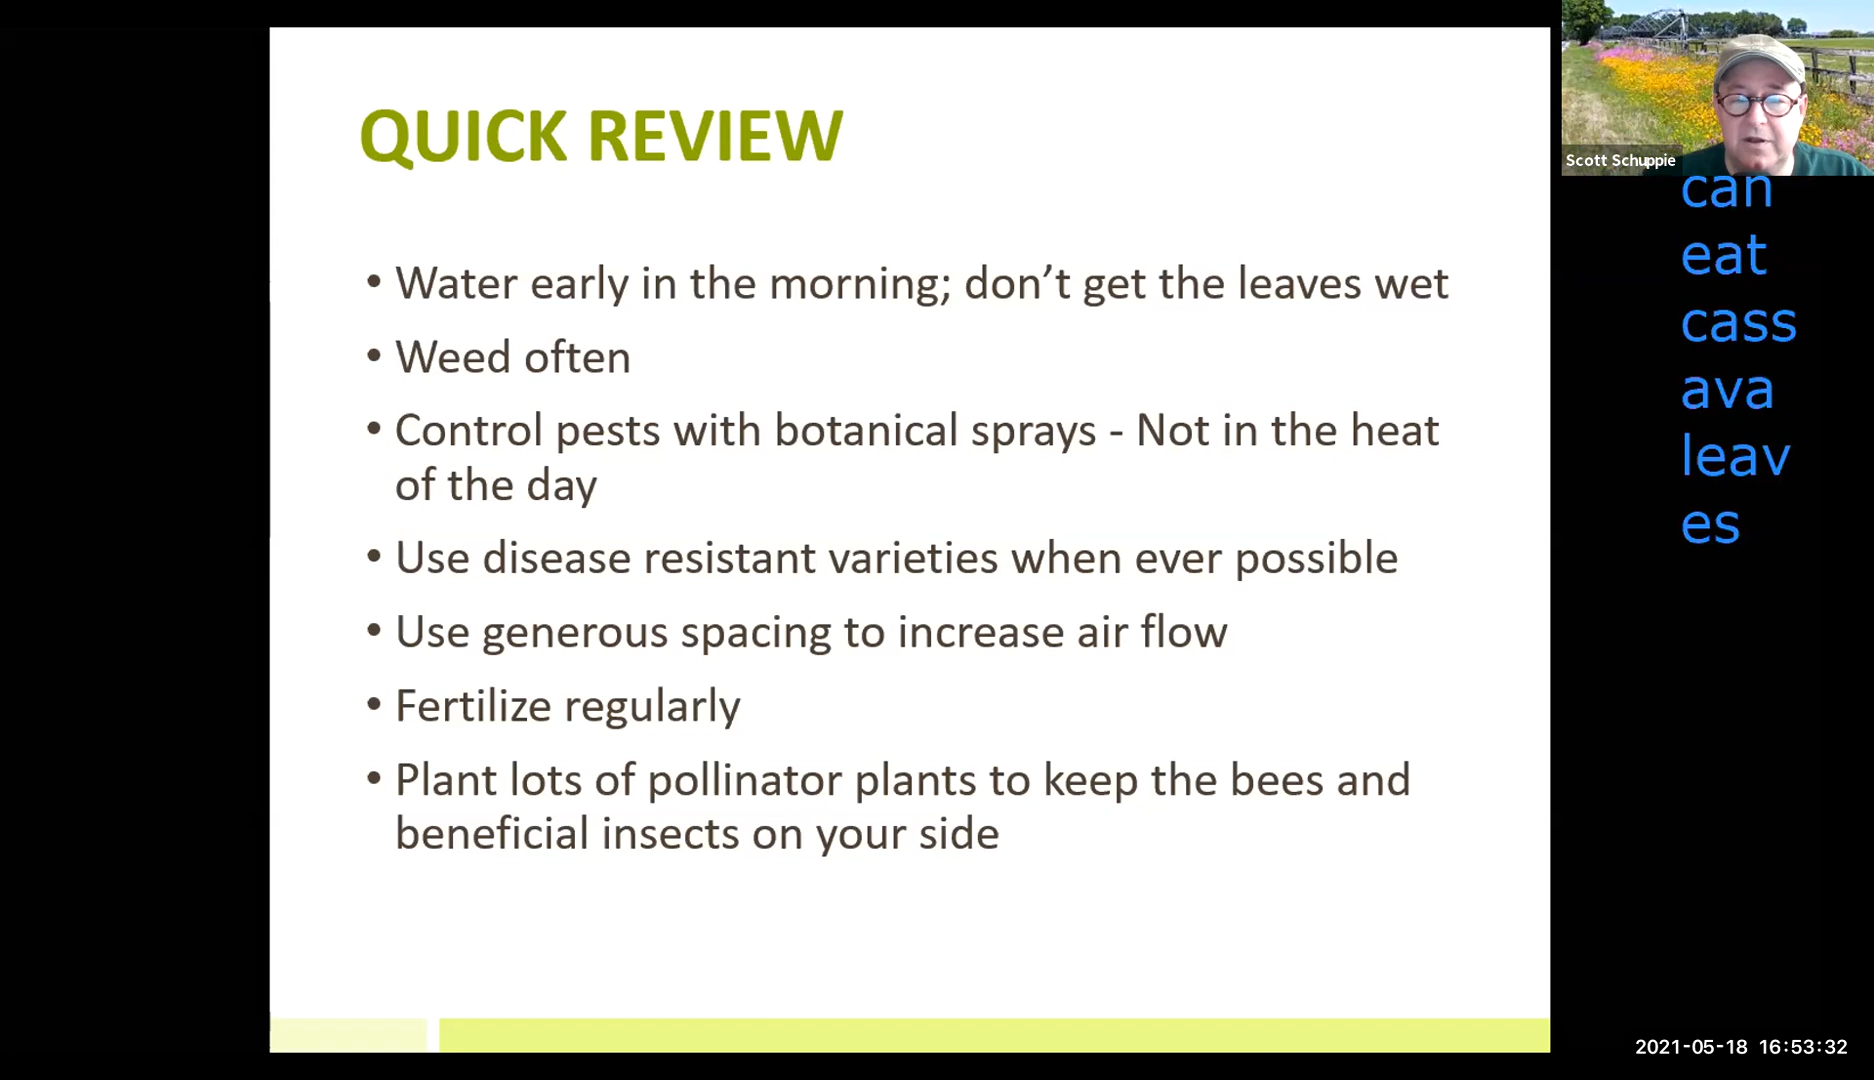 QUICK REVIEW
• Water early in the morning; don’t get the leaves wet
• Weed often
• Control pests with botanical sprays - Not in the heat
of the day
• Use disease resistant varieties when ever possible
• Use generous spacing to increase air flow
• Fertilize regularly
• Plant lots of pollinator plants to keep the bees and
beneficial insects on your side
Scott Schuppie
can
eat
cass
ava
leav
es
2021-05-18 16:53:32